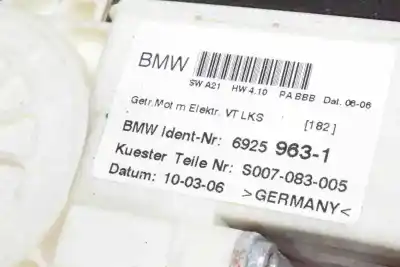 BMW
SW A21 HW 4.10 PA BBB Dat. 06-06
Getr.Mot m Elektr. VT LKS [182]
BMW Ident-Nr: 6925 963-1
Kuester Teile Nr: S007-083-005
Datum: 10-03-06 >GERMANY<